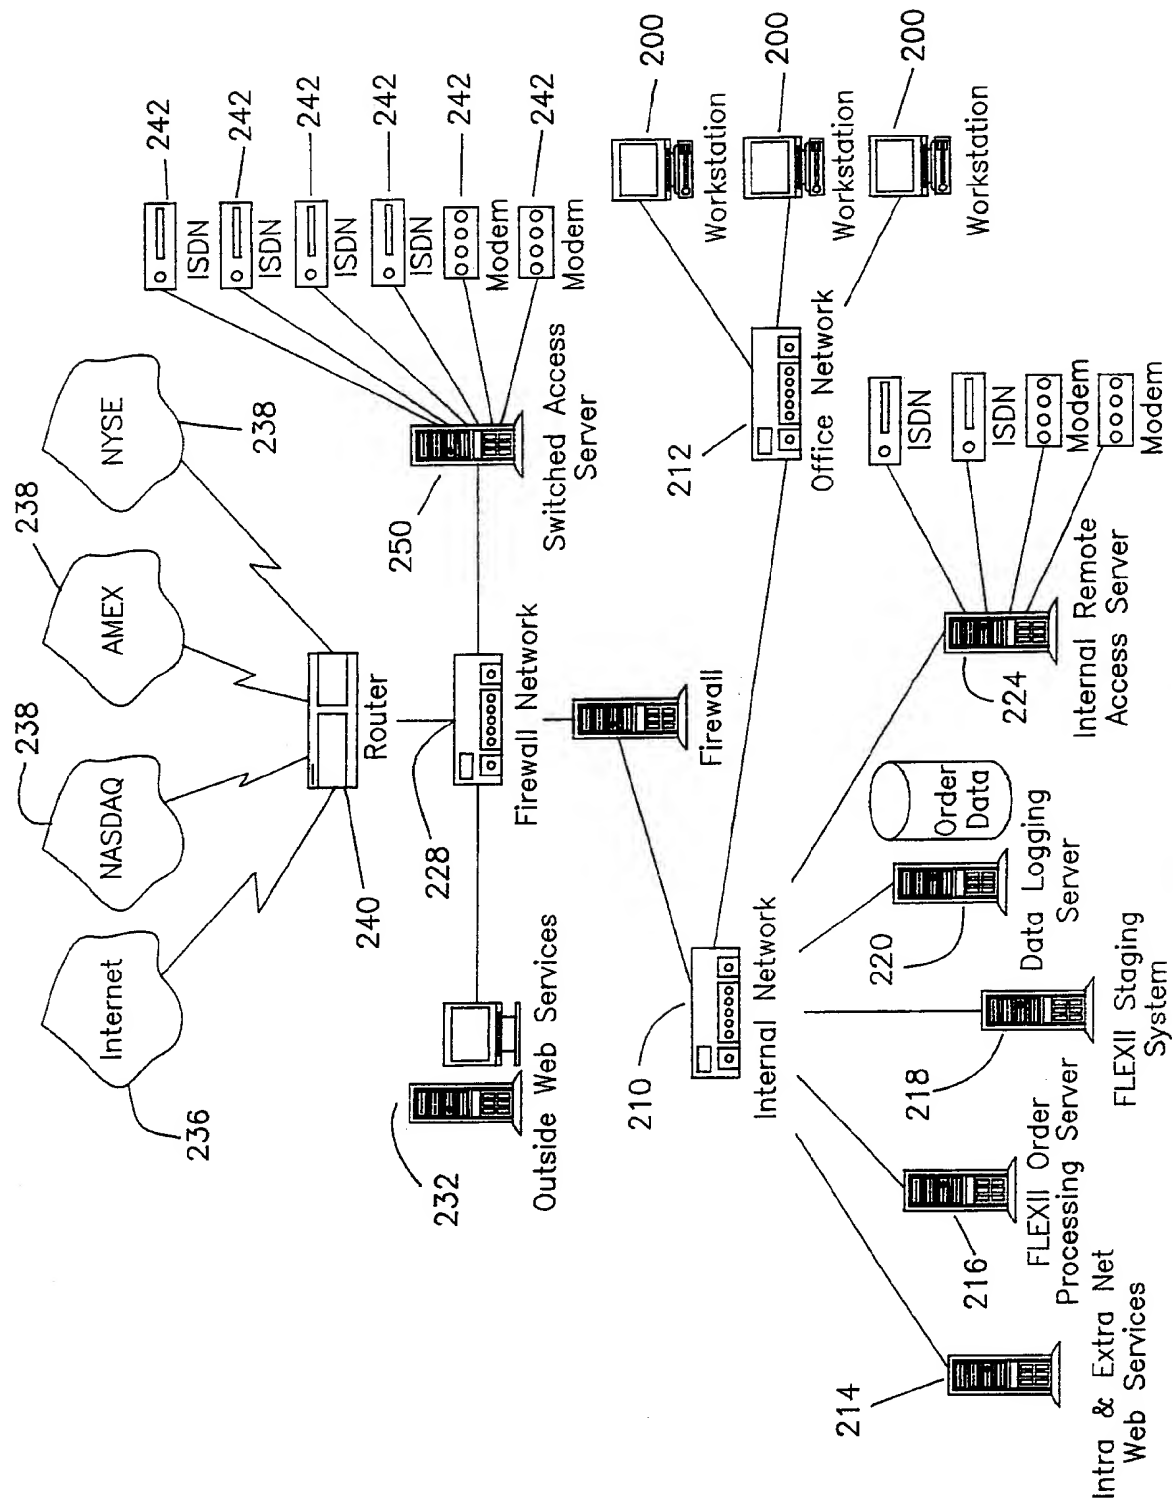 Internet
NASDAQ
AMEX
NYSE
236
238
238
238
240
Router
242
242
242
242
242
242
ISDN
ISDN
ISDN
ISDN
Modem
Modem
232
Outside Web Services
228
Firewall Network
250
Switched Access
Server
Firewall
210
Internal Network
212
Office Network
200
200
200
Workstation
Workstation
Workstation
214
Intra & Extra Net
Web Services
216
FLEXII Order
Processing Server
218
FLEXII Staging
System
220
Data Logging
Server
Order
Data
224
Internal Remote
Access Server
ISDN
ISDN
Modem
Modem